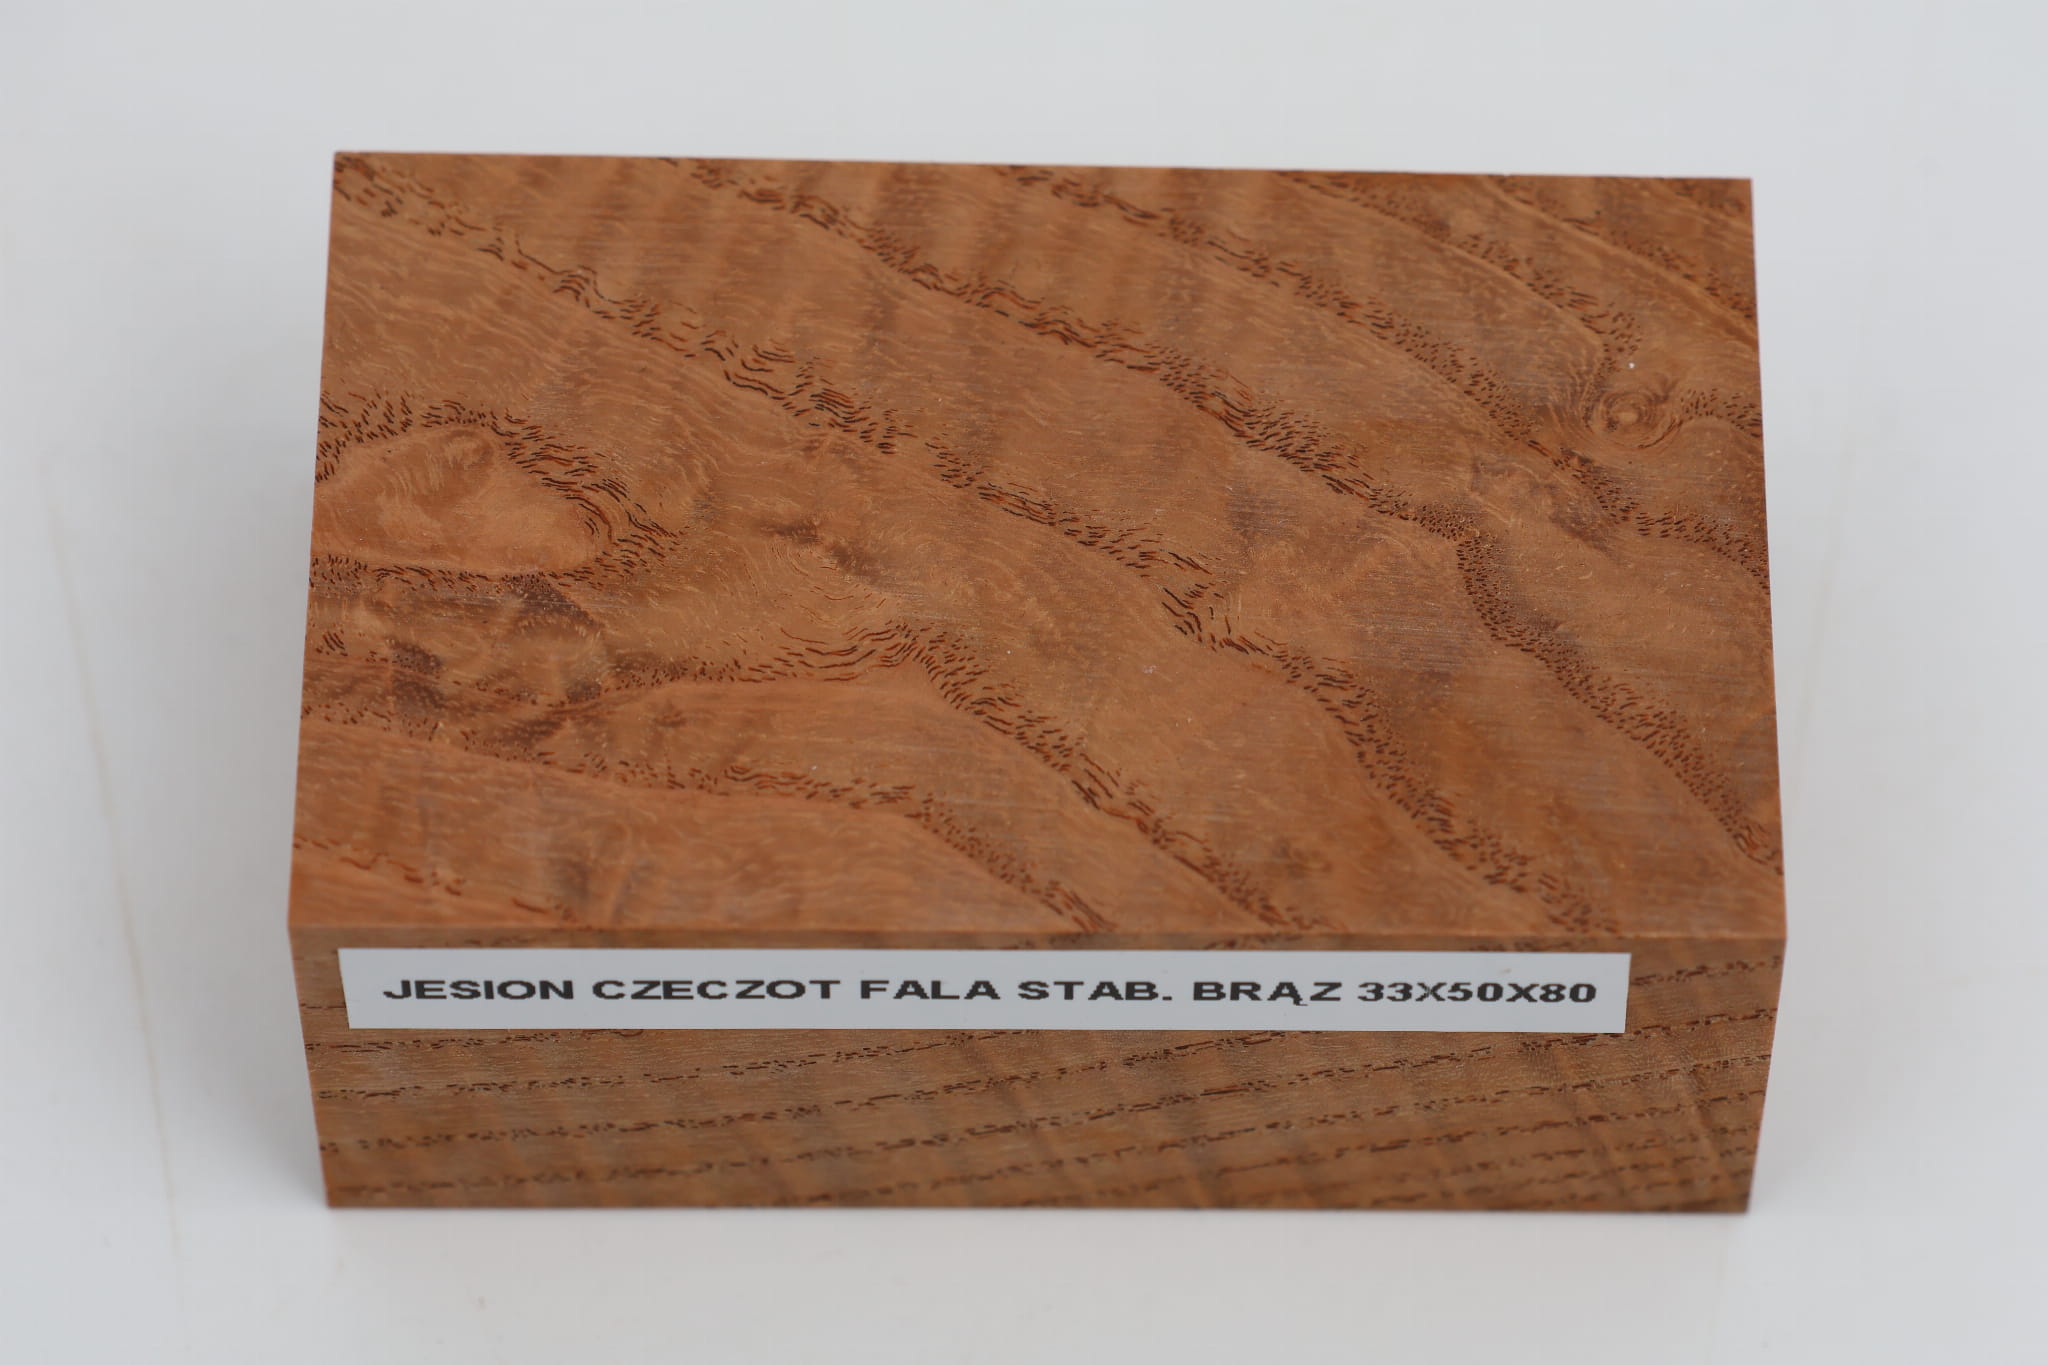 JESION CZECZOT FALA STAB. BRĄZ 33X50X80